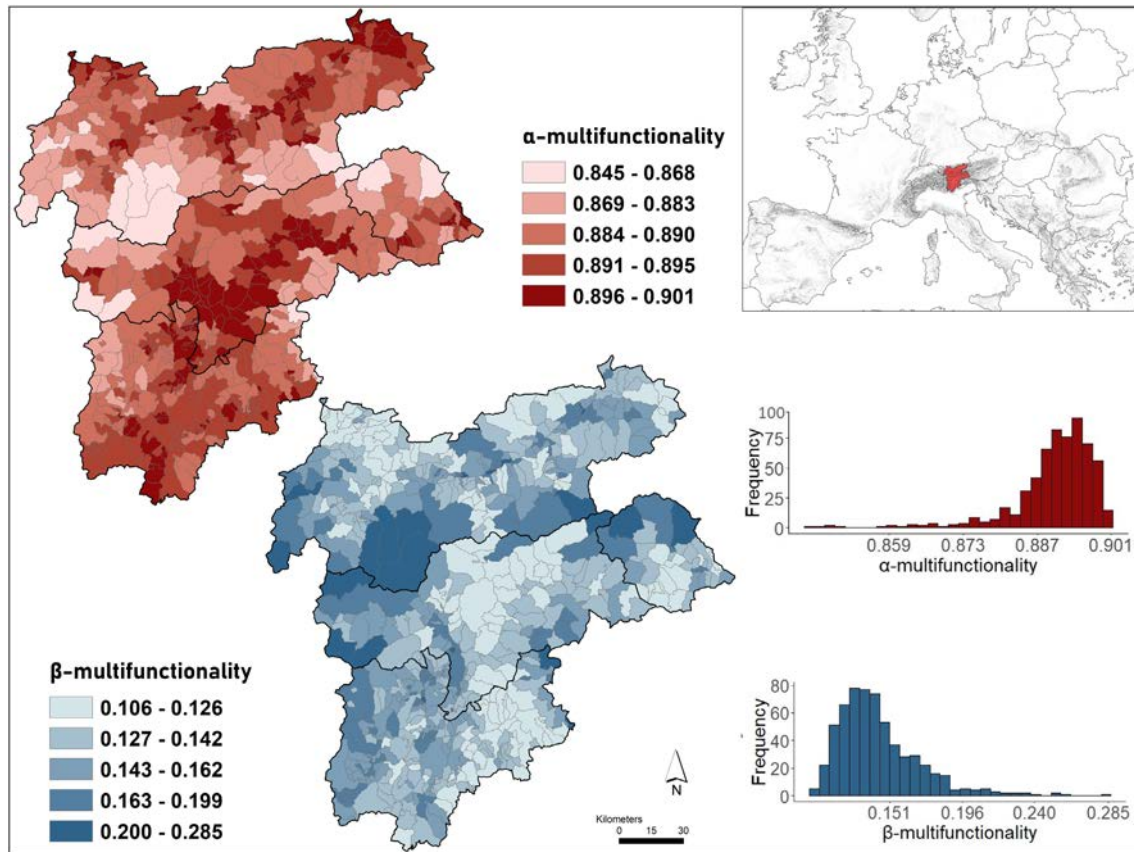 α-multifunctionality
0.845 - 0.868
0.869 - 0.883
0.884 - 0.890
0.891 - 0.895
0.896 - 0.901
100
75
50
25
0
Frequency
0.859 0.873 0.887 0.901
α-multifunctionality
β-multifunctionality
0.106 - 0.126
0.127 - 0.142
0.143 - 0.162
0.163 - 0.199
0.200 - 0.285
N
Kilometers
0 15 30
80
60
40
20
0
Frequency
0.151 0.196 0.240 0.285
β-multifunctionality